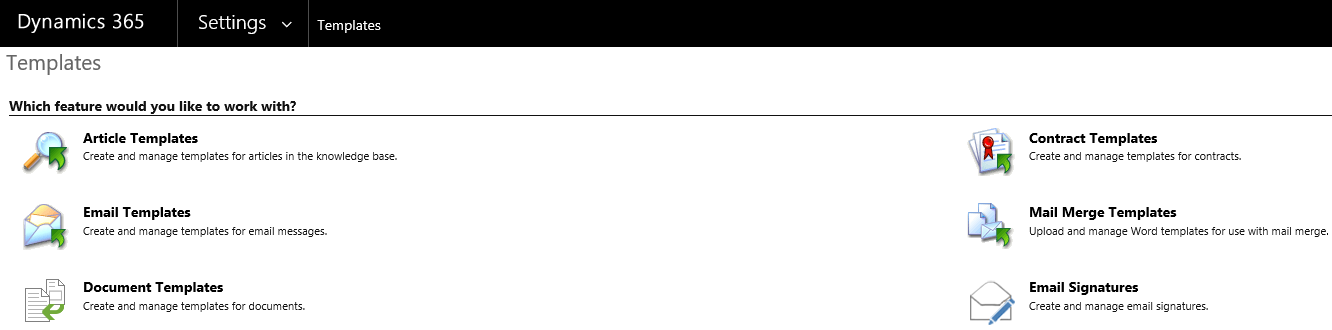 Dynamics 365 Settings Templates
Templates
Which feature would you like to work with?
Article Templates
Create and manage templates for articles in the knowledge base.
Contract Templates
Create and manage templates for contracts.
Email Templates
Create and manage templates for email messages.
Mail Merge Templates
Upload and manage Word templates for use with mail merge.
Document Templates
Create and manage templates for documents.
Email Signatures
Create and manage email signatures.